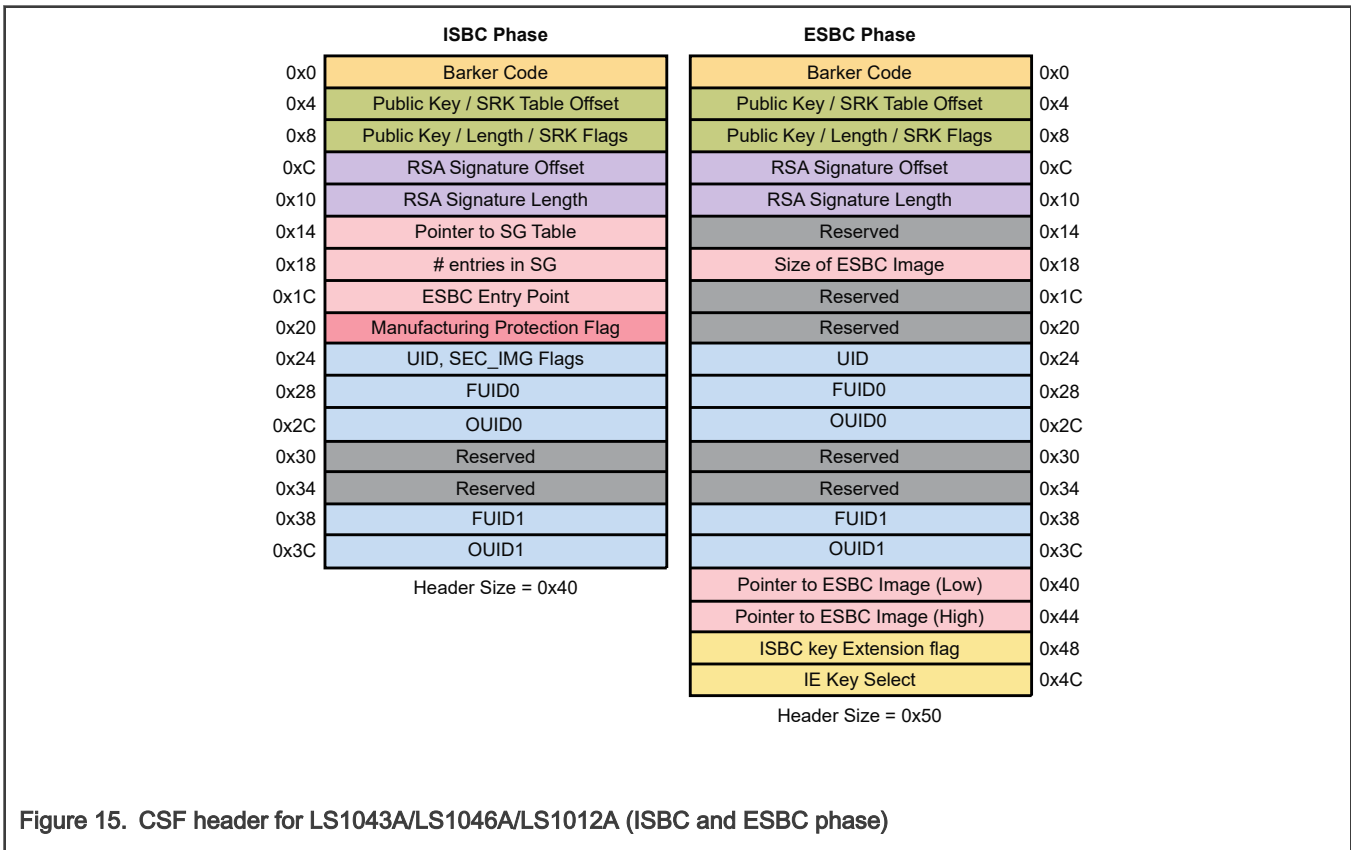 ISBC Phase
0x0 Barker Code
0x4 Public Key / SRK Table Offset
0x8 Public Key / Length / SRK Flags
0xC RSA Signature Offset
0x10 RSA Signature Length
0x14 Pointer to SG Table
0x18 # entries in SG
0x1C ESBC Entry Point
0x20 Manufacturing Protection Flag
0x24 UID, SEC_IMG Flags
0x28 FUID0
0x2C OUID0
0x30 Reserved
0x34 Reserved
0x38 FUID1
0x3C OUID1
Header Size = 0x40
ESBC Phase
Barker Code 0x0
Public Key / SRK Table Offset 0x4
Public Key / Length / SRK Flags 0x8
RSA Signature Offset 0xC
RSA Signature Length 0x10
Reserved 0x14
Size of ESBC Image 0x18
Reserved 0x1C
Reserved 0x20
UID 0x24
FUID0 0x28
OUID0 0x2C
Reserved 0x30
Reserved 0x34
FUID1 0x38
OUID1 0x3C
Pointer to ESBC Image (Low) 0x40
Pointer to ESBC Image (High) 0x44
ISBC key Extension flag 0x48
IE Key Select 0x4C
Header Size = 0x50
Figure 15. CSF header for LS1043A/LS1046A/LS1012A (ISBC and ESBC phase)